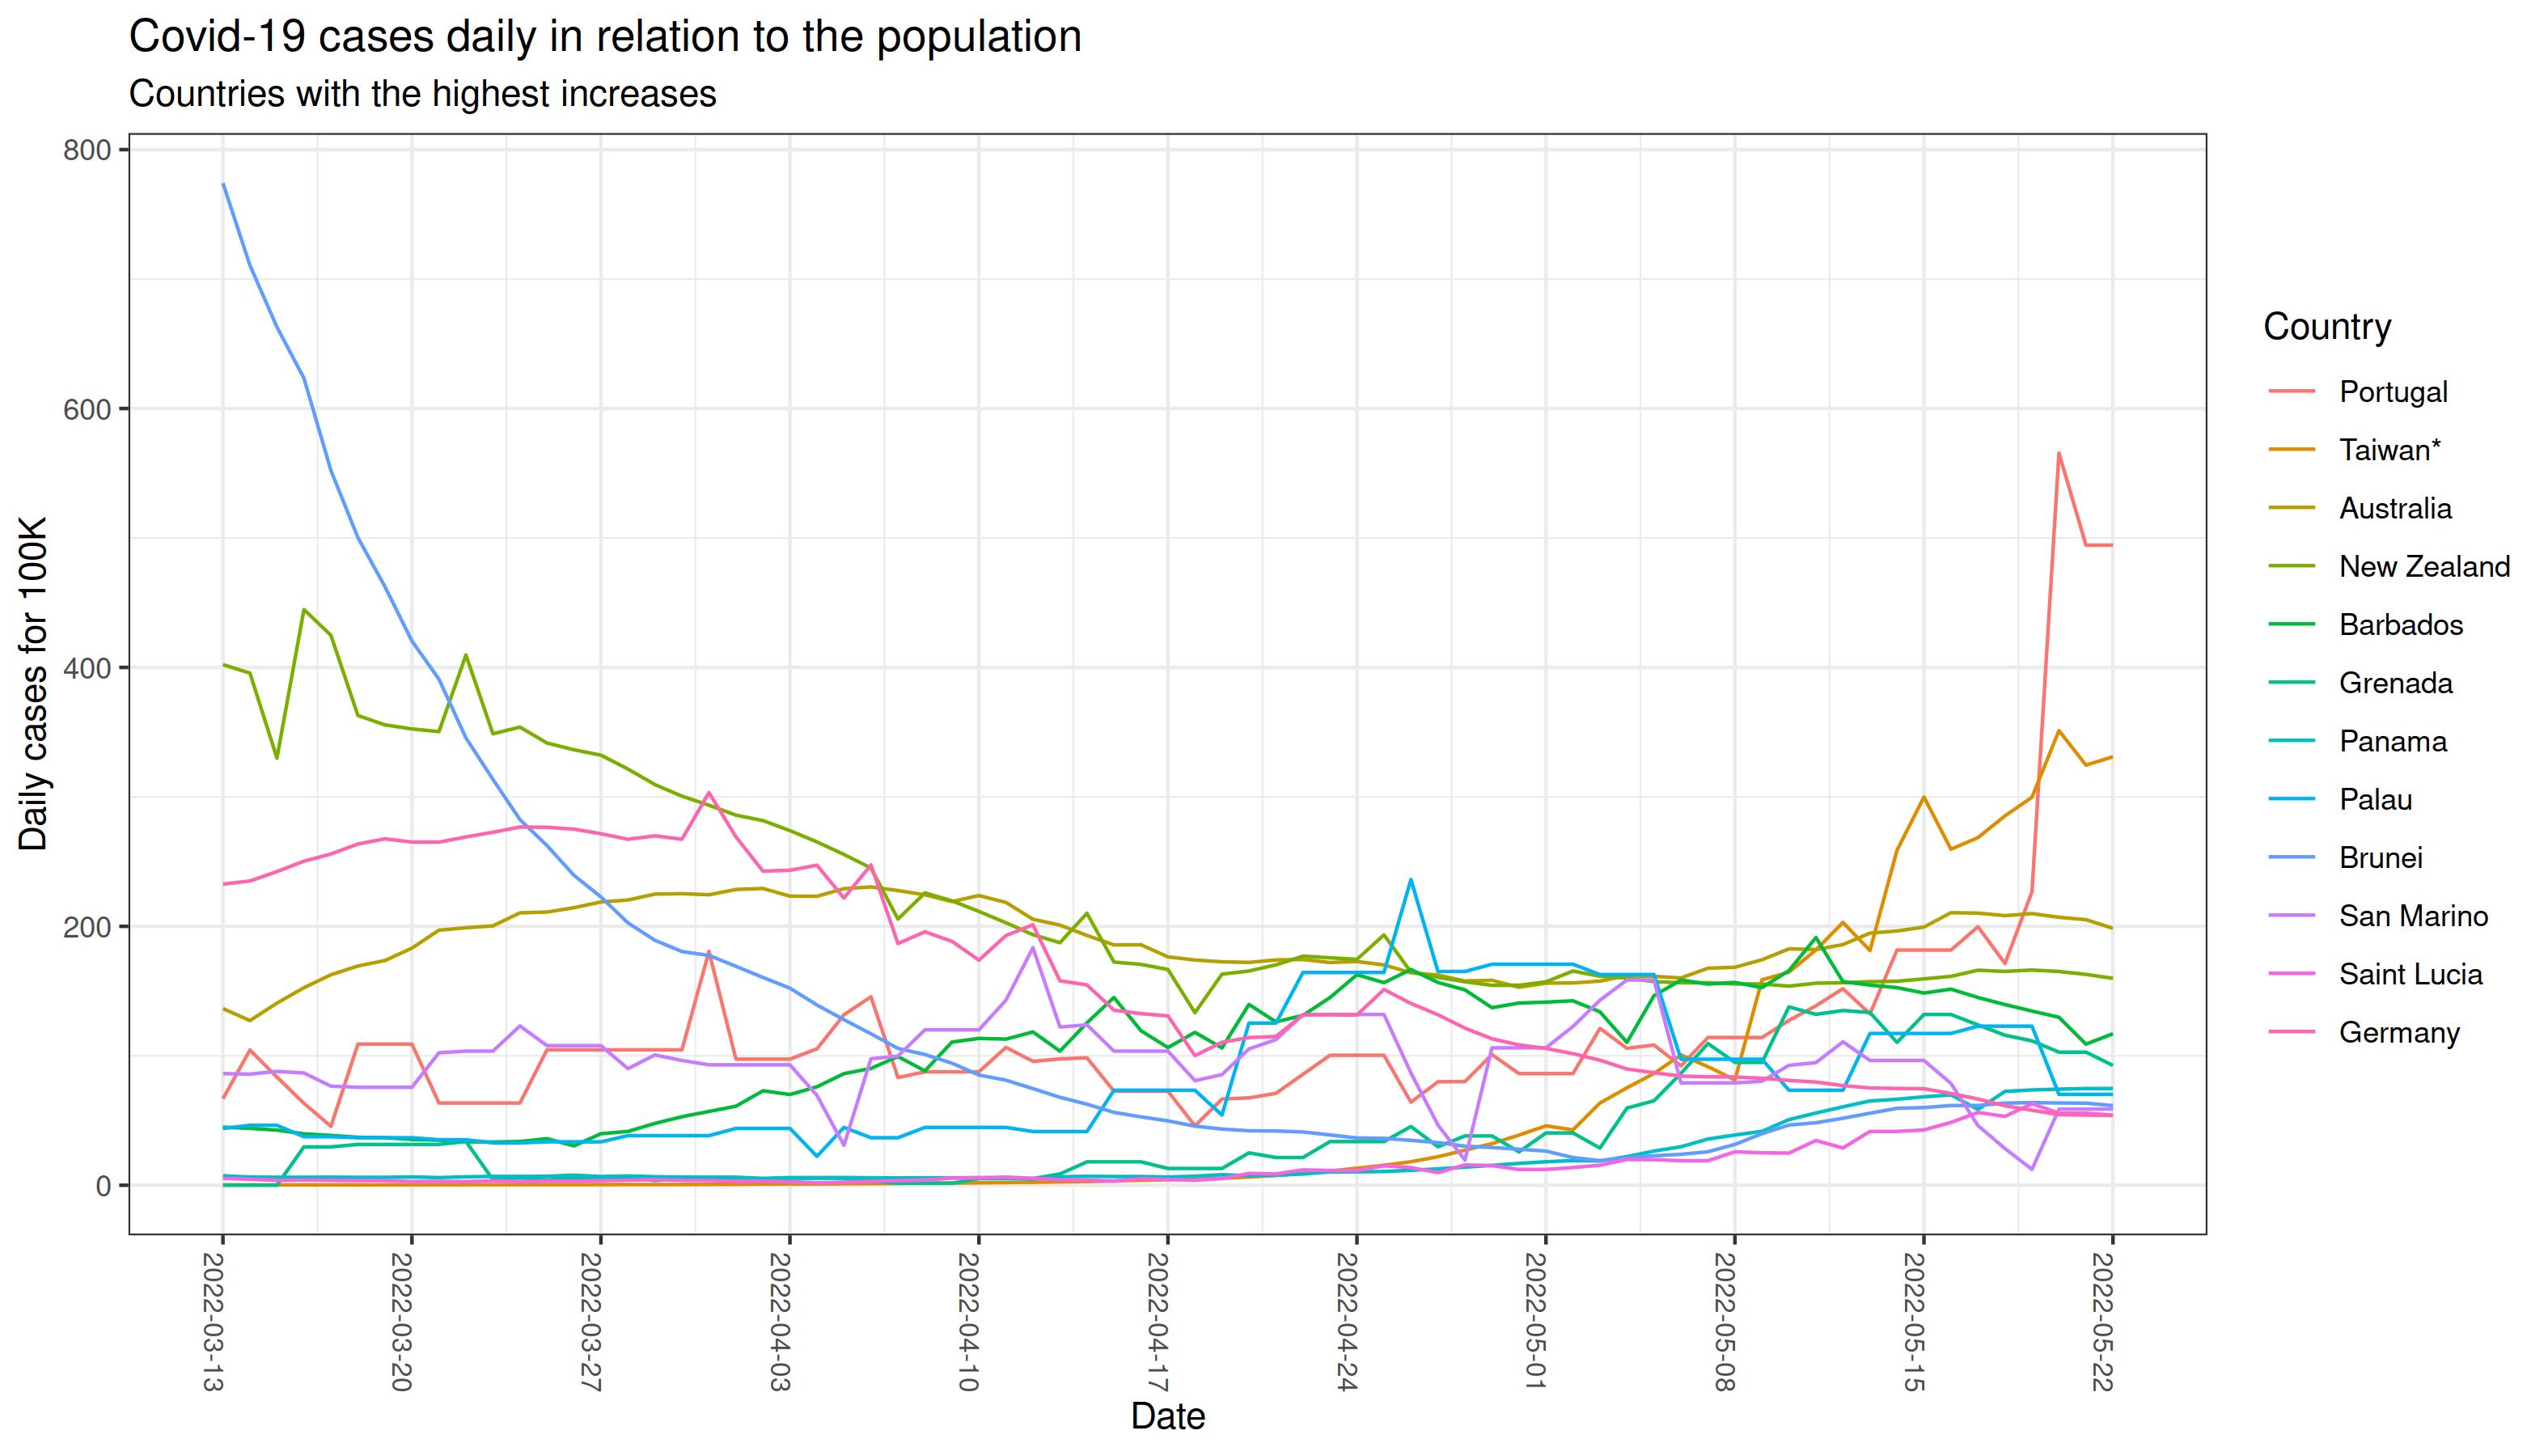 Covid-19 cases daily in relation to the population
Countries with the highest increases
800
600
400
200
0
Daily cases for 100K
2022-03-13
2022-03-20
2022-03-27
2022-04-03
2022-04-10
2022-04-17
2022-04-24
2022-05-01
2022-05-08
2022-05-15
2022-05-22
Date
Country
Portugal
Taiwan*
Australia
New Zealand
Barbados
Grenada
Panama
Palau
Brunei
San Marino
Saint Lucia
Germany